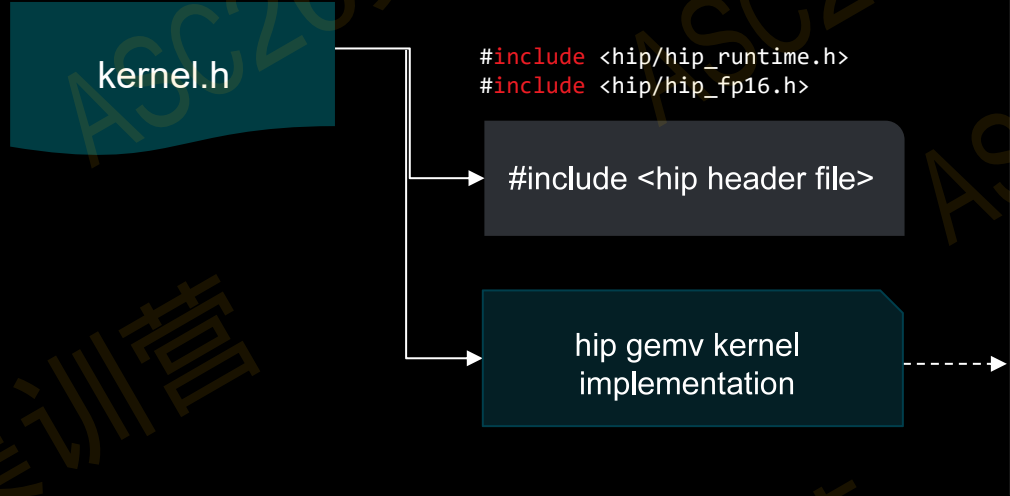 kernel.h
#include <hip/hip_runtime.h>
#include <hip/hip_fp16.h>
#include <hip header file>
hip gemv kernel
implementation